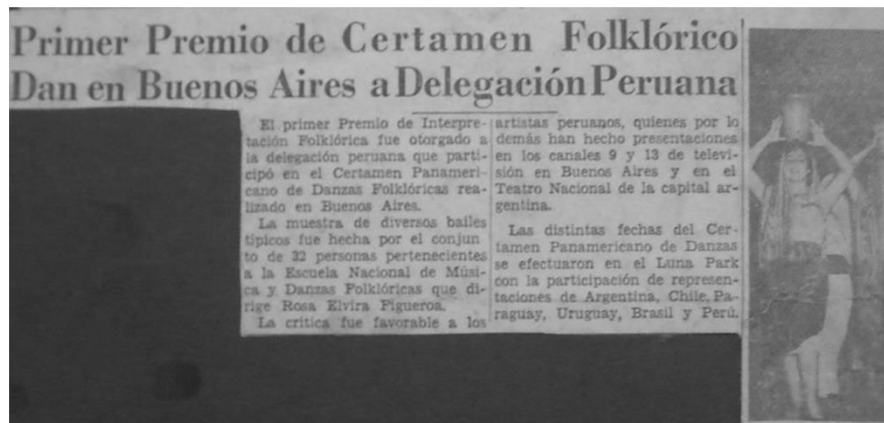 Primer Premio de Certamen Folklórico
Dan en Buenos Aires a Delegación Peruana
El primer Premio de Interpre-
tación Folklórica fue otorgado a
la delegación peruana que parti-
cipó en el Certamen Panameri-
cano de Danzas Folklóricas rea-
lizado en Buenos Aires.
La muestra de diversos bailes
típicos fue hecha por el conjun
to de 32 personas pertenecientes
a la Escuela Nacional de Músi-
ca y Danzas Folklóricas que di-
rige Rosa Elvira Figueroa.
La crítica fue favorable a los
artistas peruanos, quienes por lo
demás han hecho presentaciones
en los canales 9 y 13 de televi-
sión en Buenos Aires y en el
Teatro Nacional de la capital ar-
gentina.
Las distintas fechas del Cer-
tamen Panamericano de Danzas
se efectuaron en el Luna Park
con la participación de represen-
taciones de Argentina, Chile, Pa-
raguay, Uruguay, Brasil y Perú.